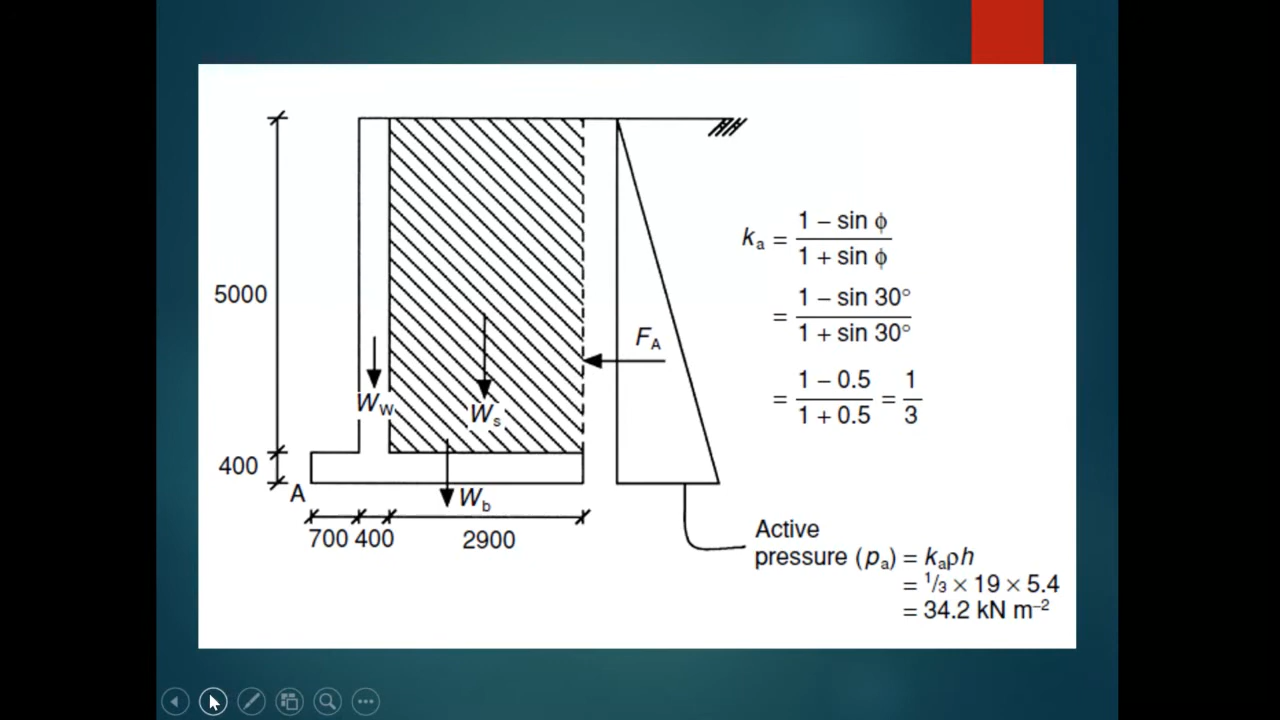 5000
400
A
700 400
2900
W_w
W_s
W_b
F_A
k_a = (1 – sin ϕ) / (1 + sin ϕ)
= (1 – sin 30°) / (1 + sin 30°)
= (1 – 0.5) / (1 + 0.5) = 1/3
Active
pressure (p_a) = k_aρh
= 1/3 × 19 × 5.4
= 34.2 kN m⁻²